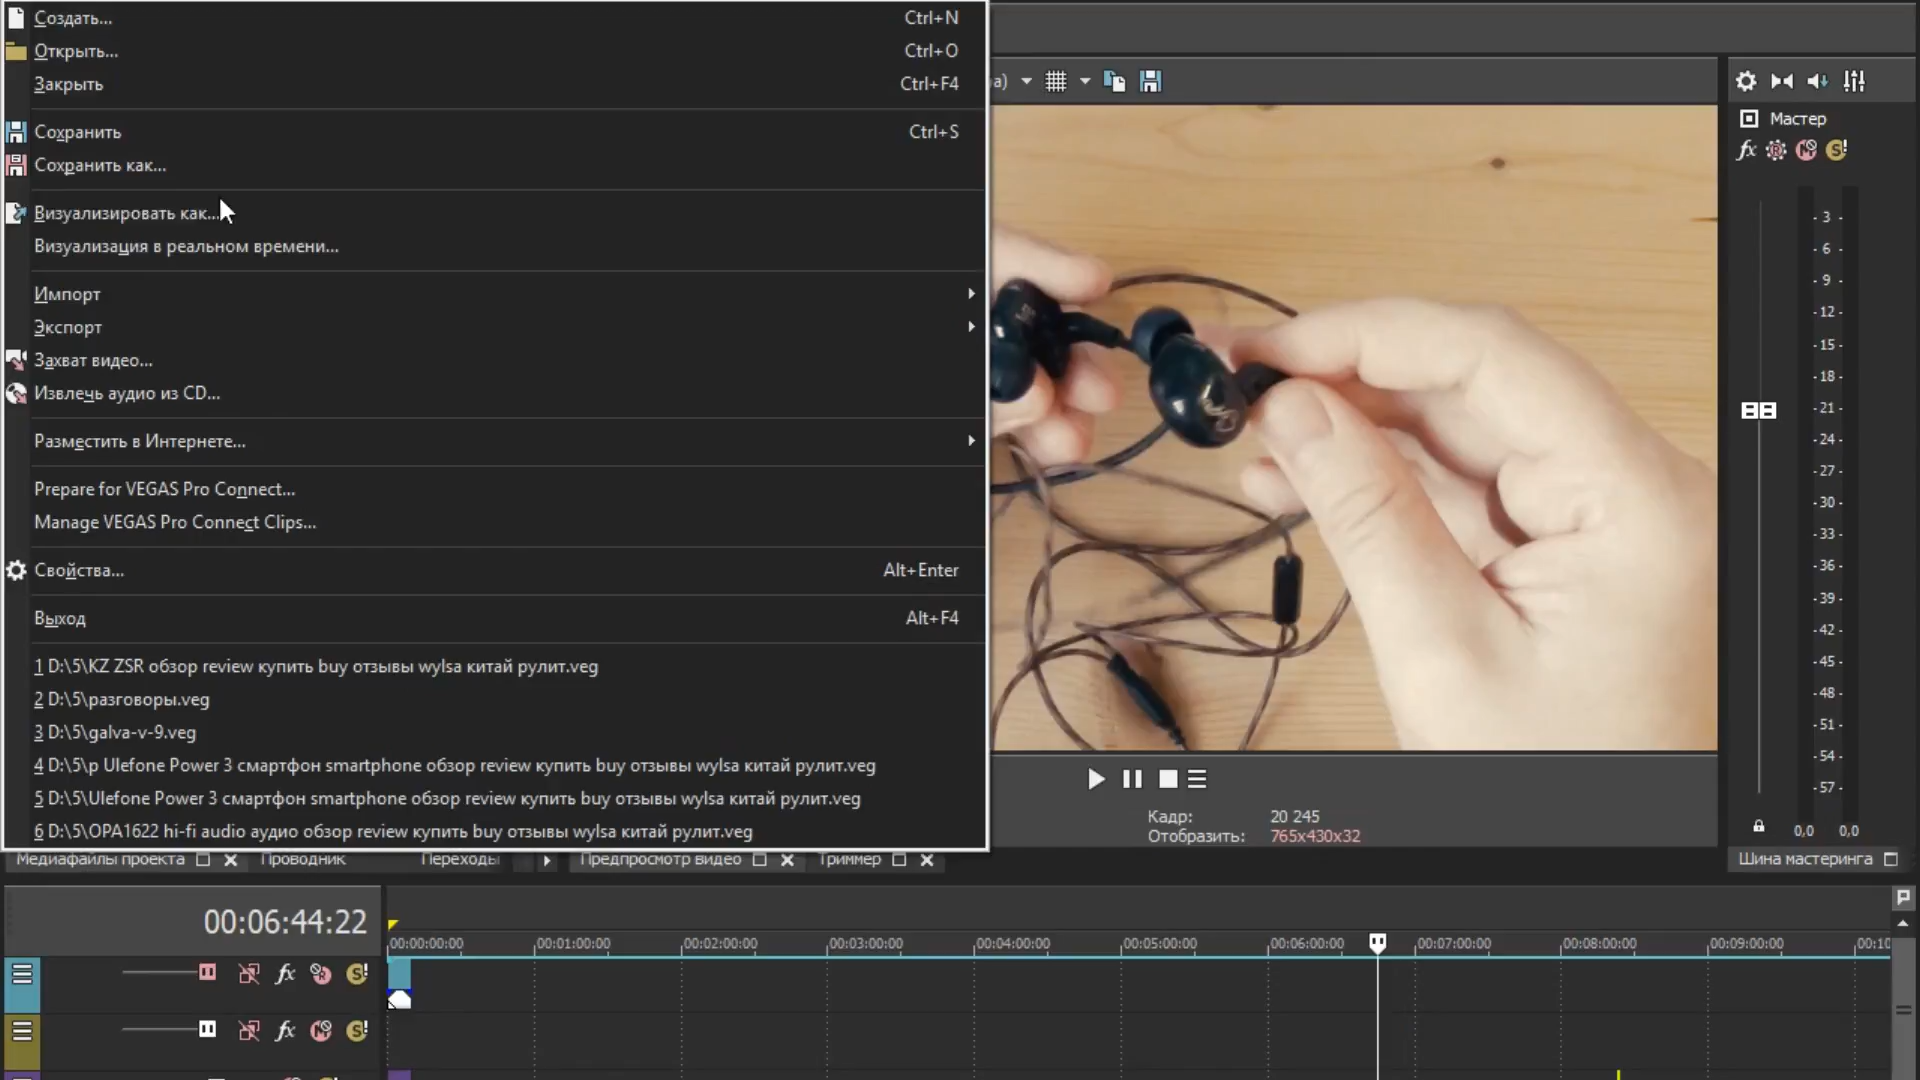 Создать... Ctrl+N
Открыть... Ctrl+O
Закрыть Ctrl+F4
Сохранить Ctrl+S
Сохранить как...
Визуализировать как...
Визуализация в реальном времени...
Импорт
Экспорт
Захват видео...
Извлечь аудио из CD...
Разместить в Интернете...
Prepare for VEGAS Pro Connect...
Manage VEGAS Pro Connect Clips...
Свойства... Alt+Enter
Выход Alt+F4
1 D:\5\KZ ZSR обзор review купить buy отзывы wylsa китай рулит.veg
2 D:\5\разговоры.veg
3 D:\5\galva-v-9.veg
4 D:\5\p Ulefone Power 3 смартфон smartphone обзор review купить buy отзывы wylsa китай рулит.veg
5 D:\5\Ulefone Power 3 смартфон smartphone обзор review купить buy отзывы wylsa китай рулит.veg
6 D:\5\OPA1622 hi-fi audio аудио обзор review купить buy отзывы wylsa китай рулит.veg
Мастер
fx
- 3 -
- 6 -
- 9 -
- 12 -
- 15 -
- 18 -
- 21 -
- 24 -
- 27 -
- 30 -
- 33 -
- 36 -
- 39 -
- 42 -
- 45 -
- 48 -
- 51 -
- 54 -
- 57 -
0,0 0,0
Кадр: 20 245
Отобразить: 765x430x32
Медиафайлы проекта Проводник Переходы Предпросмотр видео Триммер Шина мастеринга
00:06:44:22
00:00:00:00 00:01:00:00 00:02:00:00 00:03:00:00 00:04:00:00 00:05:00:00 00:06:00:00 00:07:00:00 00:08:00:00 00:09:00:00 00:10
fx
fx